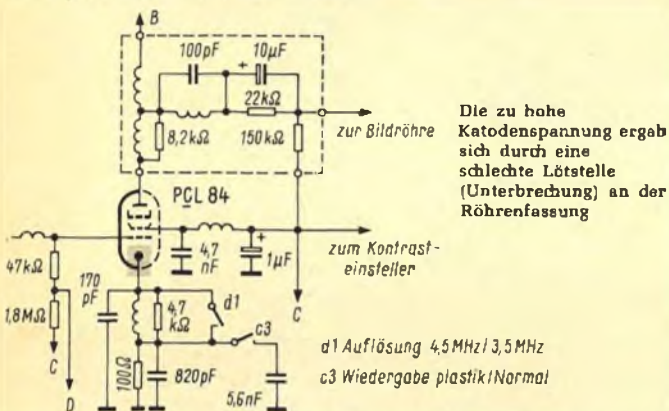 B
100pF
10µF
+
22kΩ
8,2kΩ
150kΩ
zur Bildröhre
PCL 84
47kΩ
1,8MΩ
C
D
170
pF
4,7
nF
+
1µF
zum Kontrast-
einsteller
C
4,7
kΩ
d1
c3
100Ω
820pF
5,6nF
d1 Auflösung 4,5MHz/3,5MHz
c3 Wiedergabe plastik/Normal
Die zu hohe
Katodenspannung ergab
sich durch eine
schlechte Lötstelle
(Unterbrechung) an der
Röhrenfassung